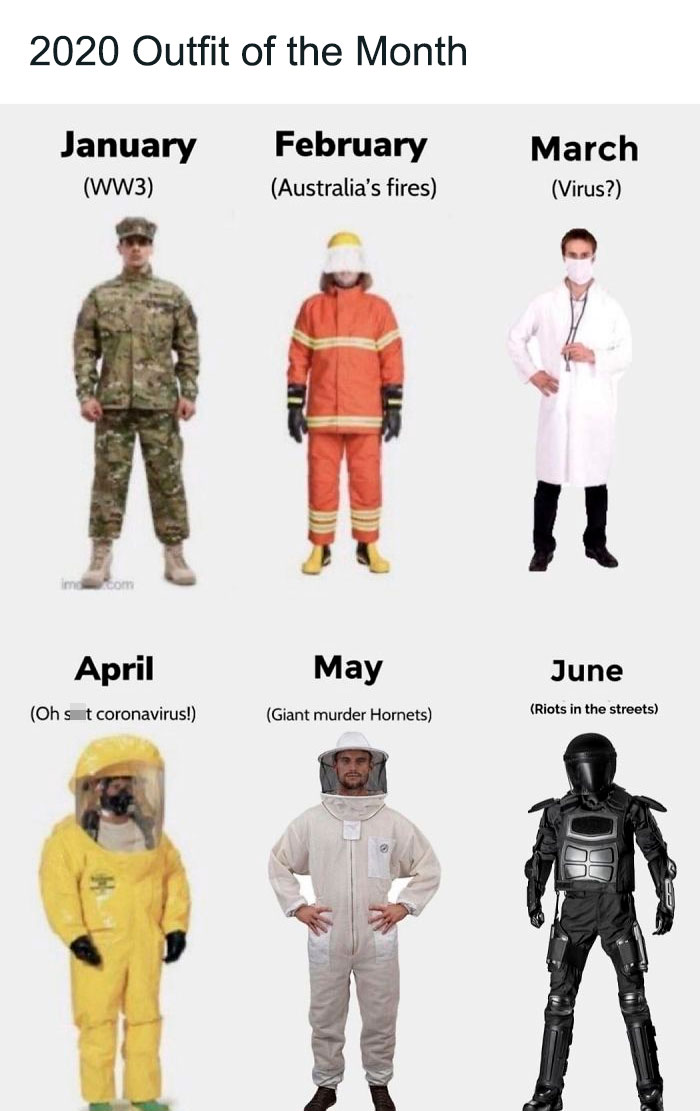 2020 Outfit of the Month
January
February
March
(WW3)
(Australia's fires)
(Virus?)
April
May
June
(Oh s t coronavirus!)
(Giant murder Hornets)
(Riots in the streets)